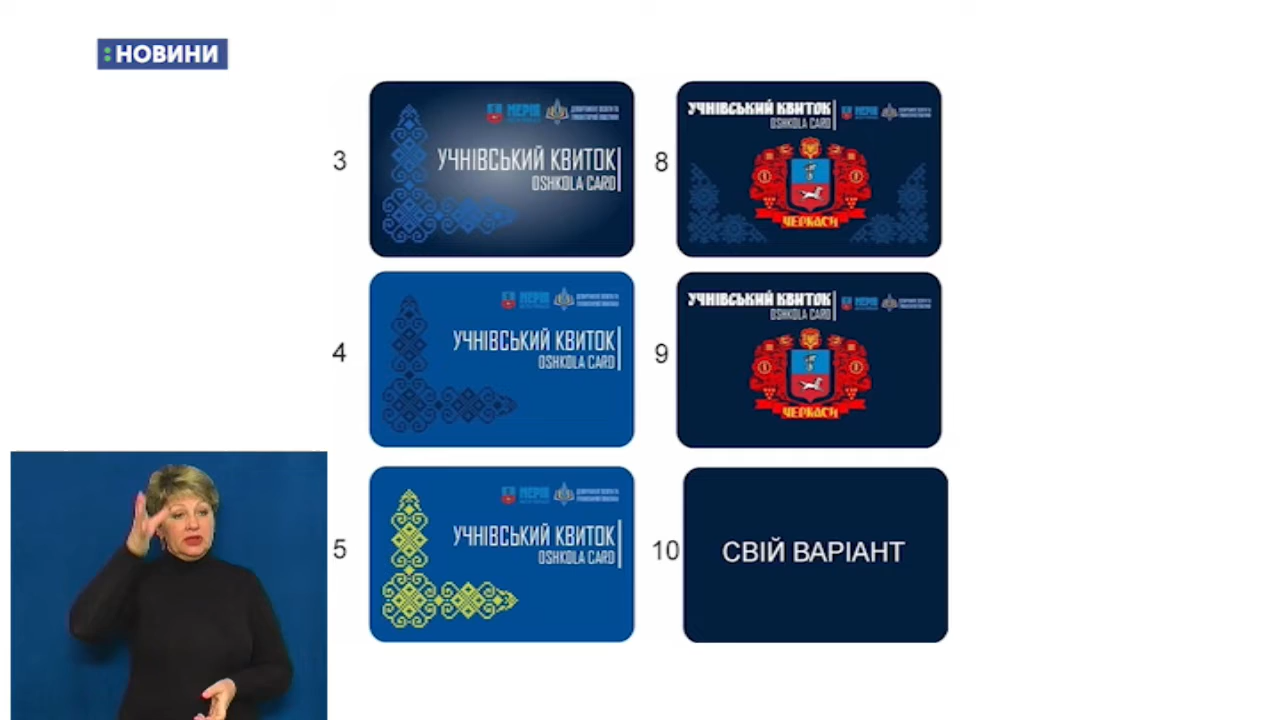 :НОВИНИ
3
МЕРІЯ
УЧНІВСЬКИЙ КВИТОК
OSHKOLA CARD
8
УЧНІВСЬКИЙ КВИТОК
OSHKOLA CARD
МЕРІЯ
ЧЕРКАСИ
4
МЕРІЯ
УЧНІВСЬКИЙ КВИТОК
OSHKOLA CARD
9
УЧНІВСЬКИЙ КВИТОК
OSHKOLA CARD
МЕРІЯ
ЧЕРКАСИ
5
МЕРІЯ
УЧНІВСЬКИЙ КВИТОК
OSHKOLA CARD
10
СВІЙ ВАРІАНТ